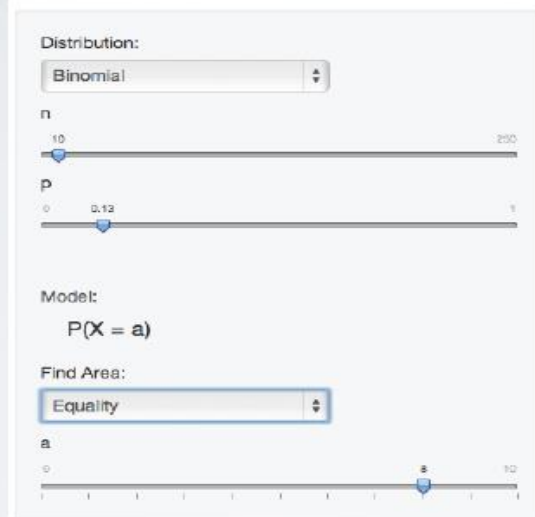 Distribution:
Binomial
n
10 250
p
0 0.13 1
Model:
P(X = a)
Find Area:
Equality
a
0 8 10